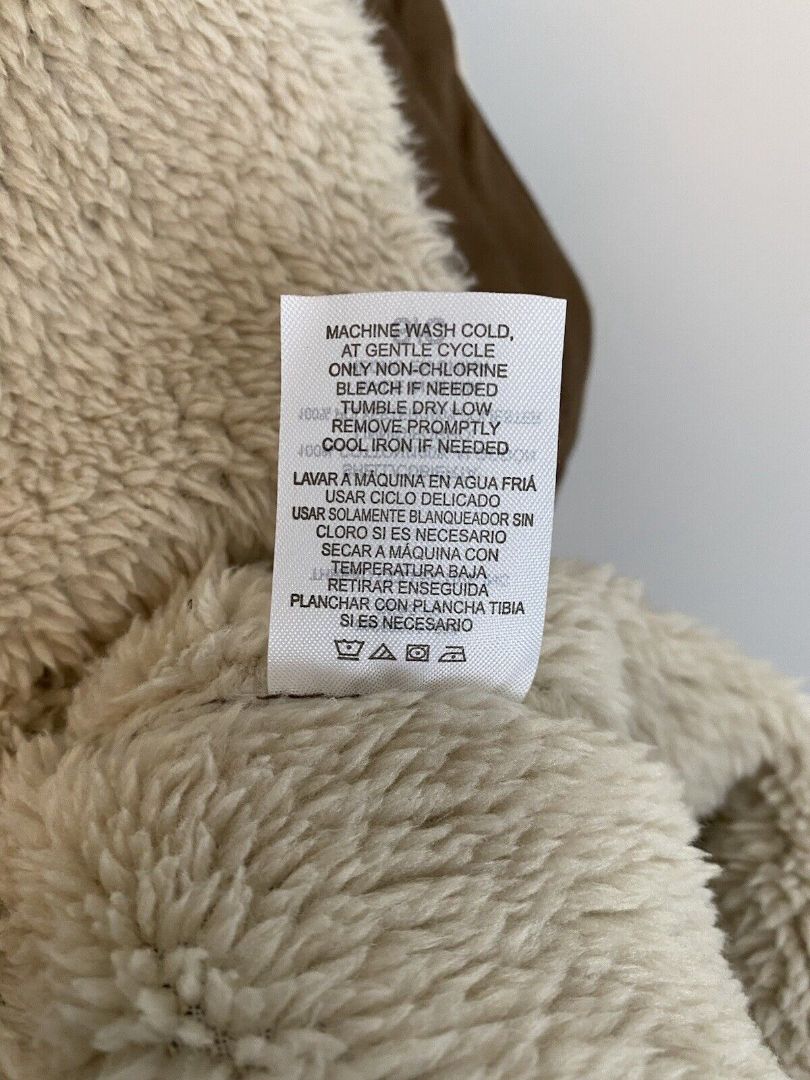 MACHINE WASH COLD,
AT GENTLE CYCLE
ONLY NON-CHLORINE
BLEACH IF NEEDED
TUMBLE DRY LOW
REMOVE PROMPTLY
COOL IRON IF NEEDED
LAVAR A MÁQUINA EN AGUA FRIÁ
USAR CICLO DELICADO
USAR SOLAMENTE BLANQUEADOR SIN
CLORO SI ES NECESARIO
SECAR A MÁQUINA CON
TEMPERATURA BAJA
RETIRAR ENSEGUIDA
PLANCHAR CON PLANCHA TIBIA
SI ES NECESARIO